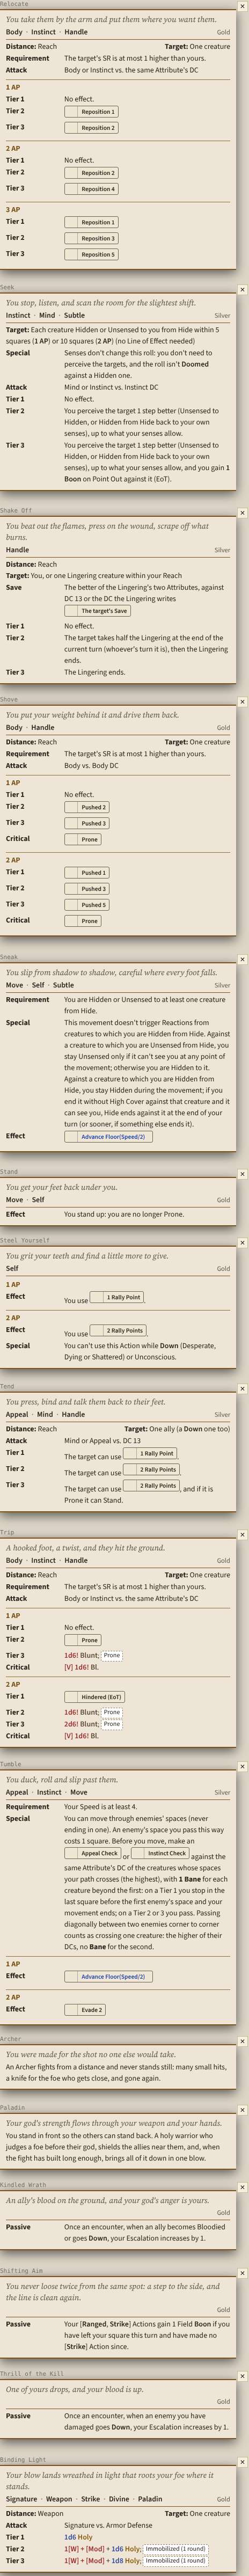 Relocate
×
You take them by the arm and put them where you want them.
Body · Instinct · Handle Gold
Distance: Reach Target: One creature
Requirement The target's SR is at most 1 higher than yours.
Attack Body or Instinct vs. the same Attribute's DC
1 AP
Tier 1 No effect.
Tier 2 Reposition 1
Tier 3 Reposition 2
2 AP
Tier 1 No effect.
Tier 2 Reposition 2
Tier 3 Reposition 4
3 AP
Tier 1 Reposition 1
Tier 2 Reposition 3
Tier 3 Reposition 5
Seek
×
You stop, listen, and scan the room for the slightest shift.
Instinct · Mind · Subtle Silver
Target: Each creature Hidden or Unsensed to you from Hide within 5
squares (1 AP) or 10 squares (2 AP) (no Line of Effect needed)
Special Senses don't change this roll: you don't need to
perceive the targets, and the roll isn't Doomed
against a Hidden one.
Attack Mind or Instinct vs. Instinct DC
Tier 1 No effect.
Tier 2 You perceive the target 1 step better (Unsensed to
Hidden, or Hidden from Hide back to your own
senses), up to what your senses allow.
Tier 3 You perceive the target 1 step better (Unsensed to
Hidden, or Hidden from Hide back to your own
senses), up to what your senses allow, and you gain 1
Boon on Point Out against it (EoT).
Shake Off
×
You beat out the flames, press on the wound, scrape off what
burns.
Handle Silver
Distance: Reach
Target: You, or one Lingering creature within your Reach
Save The better of the Lingering's two Attributes, against
DC 13 or the DC the Lingering writes
The target's Save
Tier 1 No effect.
Tier 2 The target takes half the Lingering at the end of the
current turn (whoever's turn it is), then the Lingering
ends.
Tier 3 The Lingering ends.
Shove
×
You put your weight behind it and drive them back.
Body · Handle Gold
Distance: Reach Target: One creature
Requirement The target's SR is at most 1 higher than yours.
Attack Body vs. Body DC
1 AP
Tier 1 No effect.
Tier 2 Pushed 2
Tier 3 Pushed 3
Critical Prone
2 AP
Tier 1 Pushed 1
Tier 2 Pushed 3
Tier 3 Pushed 5
Critical Prone
Sneak
×
You slip from shadow to shadow, careful where every foot falls.
Move · Self · Subtle Silver
Requirement You are Hidden or Unsensed to at least one creature
from Hide.
Special This movement doesn't trigger Reactions from
creatures to which you are Hidden from Hide. Against
a creature to which you are Unsensed from Hide, you
stay Unsensed only if it can't see you at any point of
the movement; otherwise you are Hidden to it.
Against a creature to which you are Hidden from
Hide, you stay Hidden during the movement; if you
end it without High Cover against that creature and it
can see you, Hide ends against it at the end of your
turn (or sooner, if something else ends it).
Effect Advance Floor(Speed/2)
Stand
×
You get your feet back under you.
Move · Self Gold
Effect You stand up: you are no longer Prone.
Steel Yourself
×
You grit your teeth and find a little more to give.
Self Gold
1 AP
Effect You use 1 Rally Point.
2 AP
Effect You use 2 Rally Points.
Special You can't use this Action while Down (Desperate,
Dying or Shattered) or Unconscious.
Tend
×
You press, bind and talk them back to their feet.
Appeal · Mind · Handle Silver
Distance: Reach Target: One ally (a Down one too)
Attack Mind or Appeal vs. DC 13
Tier 1 The target can use 1 Rally Point.
Tier 2 The target can use 2 Rally Points.
Tier 3 The target can use 2 Rally Points, and if it is
Prone it can Stand.
Trip
×
A hooked foot, a twist, and they hit the ground.
Body · Instinct · Handle Gold
Distance: Reach Target: One creature
Requirement The target's SR is at most 1 higher than yours.
Attack Body or Instinct vs. the same Attribute's DC
1 AP
Tier 1 No effect.
Tier 2 Prone
Tier 3 1d6! Blunt; Prone
Critical [V] 1d6! Bl.
2 AP
Tier 1 Hindered (EoT)
Tier 2 1d6! Blunt; Prone
Tier 3 2d6! Blunt; Prone
Critical [V] 1d6! Bl.
Tumble
×
You duck, roll and slip past them.
Appeal · Instinct · Move Silver
Requirement Your Speed is at least 4.
Special You can move through enemies' spaces (never
ending in one). An enemy's space you pass this way
costs 1 square. Before you move, make an
Appeal Check or Instinct Check against the
same Attribute's DC of the creatures whose spaces
your path crosses (the highest), with 1 Bane for each
creature beyond the first: on a Tier 1 you stop in the
last square before the first enemy's space and your
movement ends; on a Tier 2 or 3 you pass. Passing
diagonally between two enemies corner to corner
counts as crossing one creature: the higher of their
DCs, no Bane for the second.
1 AP
Effect Advance Floor(Speed/2)
2 AP
Effect Evade 2
Archer
×
You were made for the shot no one else would take.
An Archer fights from a distance and never stands still: many small hits,
a knife for the foe who gets close, and gone again.
Paladin
×
Your god's strength flows through your weapon and your hands.
You stand in front so the others can stand back. A holy warrior who
judges a foe before their god, shields the allies near them, and, when
the fight has built long enough, brings all of it down in one blow.
Kindled Wrath
×
An ally's blood on the ground, and your god's anger is yours.
Gold
Passive Once an encounter, when an ally becomes Bloodied
or goes Down, your Escalation increases by 1.
Shifting Aim
×
You never loose twice from the same spot: a step to the side, and
the line is clean again.
Gold
Passive Your [Ranged, Strike] Actions gain 1 Field Boon if you
have left your square this turn and have made no
[Strike] Action since.
Thrill of the Kill
×
One of yours drops, and your blood is up.
Gold
Passive Once an encounter, when an enemy you have
damaged goes Down, your Escalation increases by 1.
Binding Light
×
Your blow lands wreathed in light that roots your foe where it
stands.
Signature · Weapon · Strike · Divine · Paladin Gold
Distance: Weapon Target: One creature
Attack Signature vs. Armor Defense
Tier 1 1d6 Holy
Tier 2 1[W] + [Mod] + 1d6 Holy; Immobilized (1 round)
Tier 3 1[W] + [Mod] + 1d8 Holy; Immobilized (1 round)